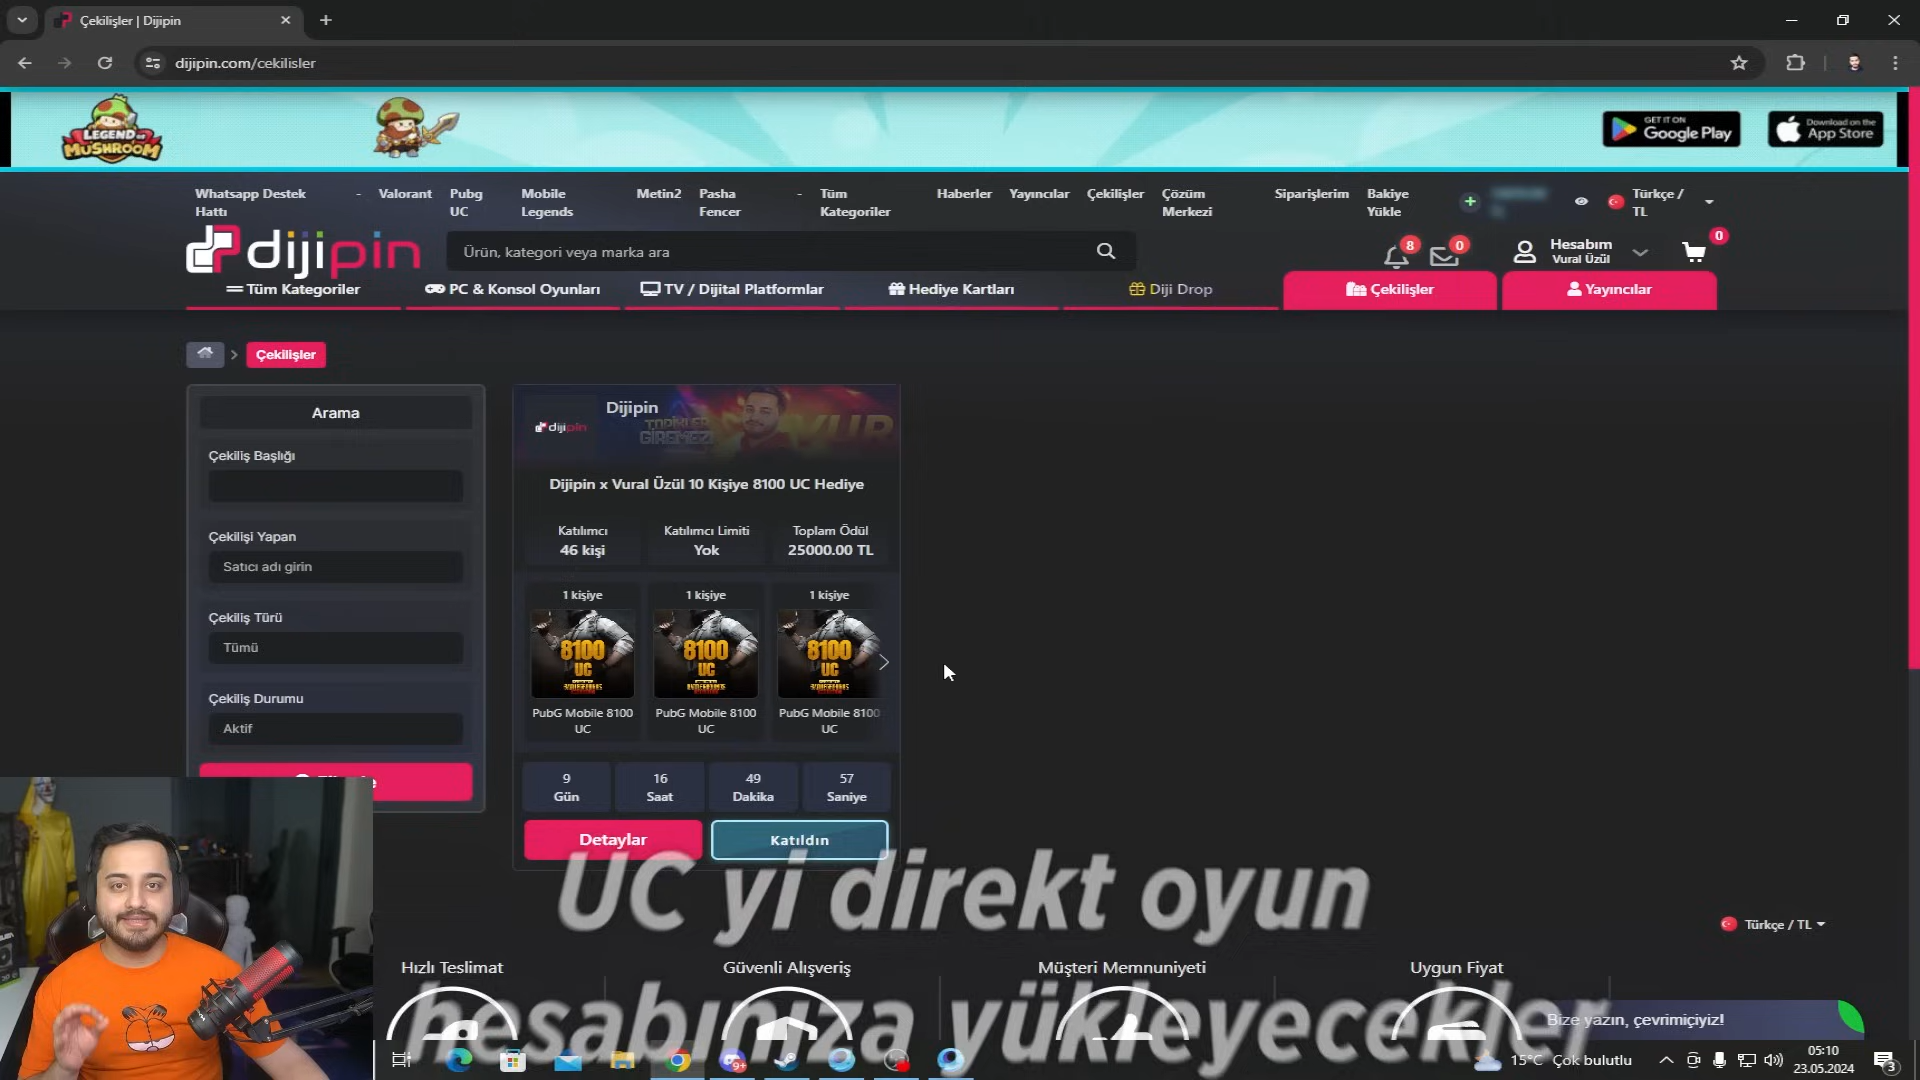 Çekilişler | Dijipin
dijipin.com/cekilisler
LEGEND OF
MUSHROOM
GET IT ON
Google Play
Download on the
App Store
Whatsapp Destek Hattı - Valorant Pubg UC Mobile Legends Metin2 Pasha Fencer - Tüm Kategoriler Haberler Yayıncılar Çekilişler Çözüm Merkezi Siparişlerim Bakiye Yükle Türkçe / TL
dijipin
Ürün, kategori veya marka ara
8
0
Hesabım
Vural Üzül
0
Tüm Kategoriler
PC & Konsol Oyunları
TV / Dijital Platformlar
Hediye Kartları
Diji Drop
Çekilişler
Yayıncılar
Çekilişler
Arama
Çekiliş Başlığı
Çekilişi Yapan
Satıcı adı girin
Çekiliş Türü
Tümü
Çekiliş Durumu
Aktif
dijipin
Dijipin
TOPİKLER
GİREMEZ!
VUR
Dijipin x Vural Üzül 10 Kişiye 8100 UC Hediye
Katılımcı
46 kişi
Katılımcı Limiti
Yok
Toplam Ödül
25000.00 TL
1 kişiye
8100
UC
PubG Mobile 8100
UC
1 kişiye
8100
UC
PubG Mobile 8100
UC
1 kişiye
8100
UC
PubG Mobile 8100
UC
9
Gün
16
Saat
49
Dakika
57
Saniye
Detaylar
Katıldın
UC yi direkt oyun
hesabınıza yükleyecekler
Türkçe / TL
Hızlı Teslimat
Güvenli Alışveriş
Müşteri Memnuniyeti
Uygun Fiyat
Bize yazın, çevrimiçiyiz!
9+
15°C Çok bulutlu
05:10
23.05.2024
3